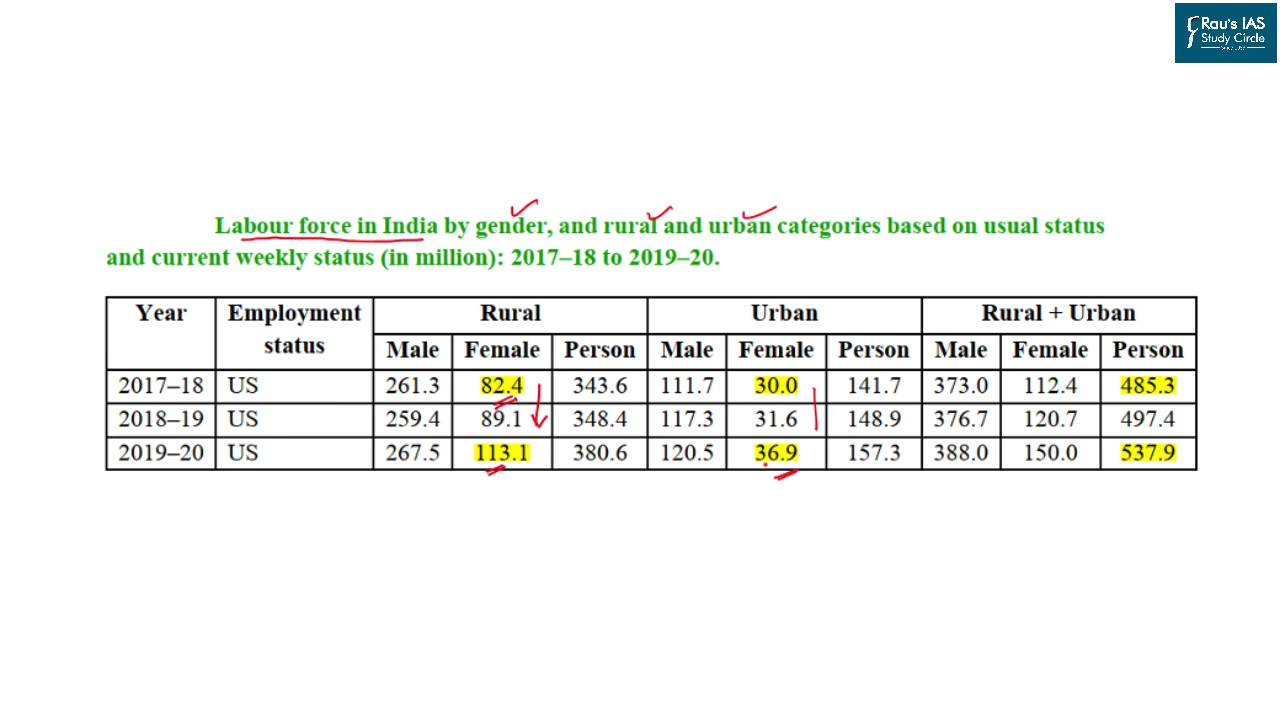 Rau's IAS
Study Circle
Labour force in India by gender, and rural and urban categories based on usual status
and current weekly status (in million): 2017–18 to 2019–20.
Year Employment status Rural Urban Rural + Urban
Male Female Person Male Female Person Male Female Person
2017–18 US 261.3 82.4 343.6 111.7 30.0 141.7 373.0 112.4 485.3
2018–19 US 259.4 89.1 348.4 117.3 31.6 148.9 376.7 120.7 497.4
2019–20 US 267.5 113.1 380.6 120.5 36.9 157.3 388.0 150.0 537.9